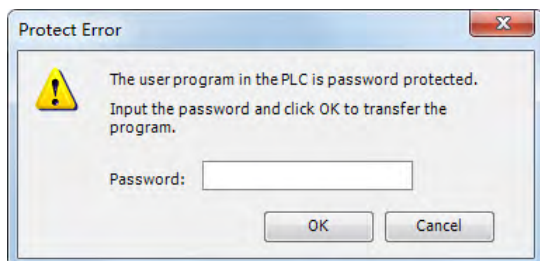 Protect Error
The user program in the PLC is password protected.
Input the password and click OK to transfer the
program.
Password:
OK Cancel